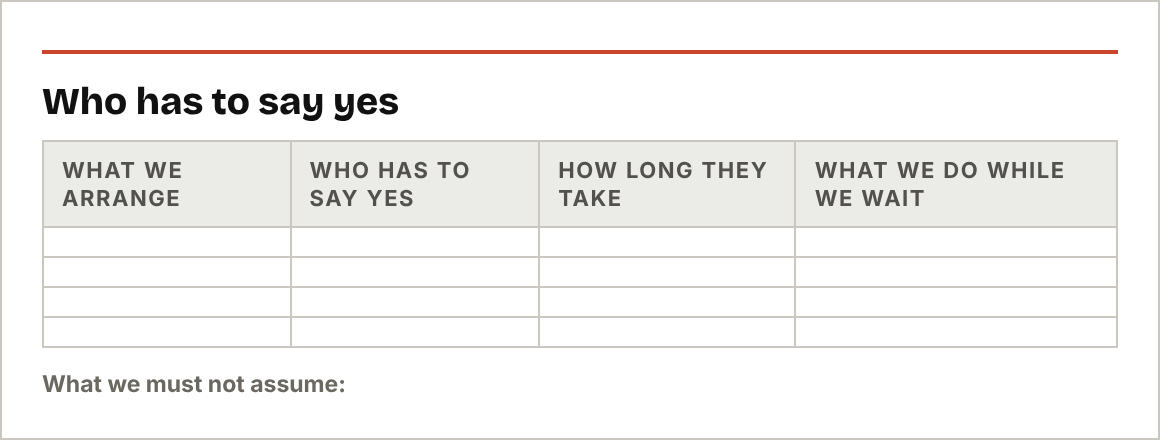 Who has to say yes
WHAT WE
ARRANGE
WHO HAS TO
SAY YES
HOW LONG THEY
TAKE
WHAT WE DO WHILE
WE WAIT
What we must not assume: